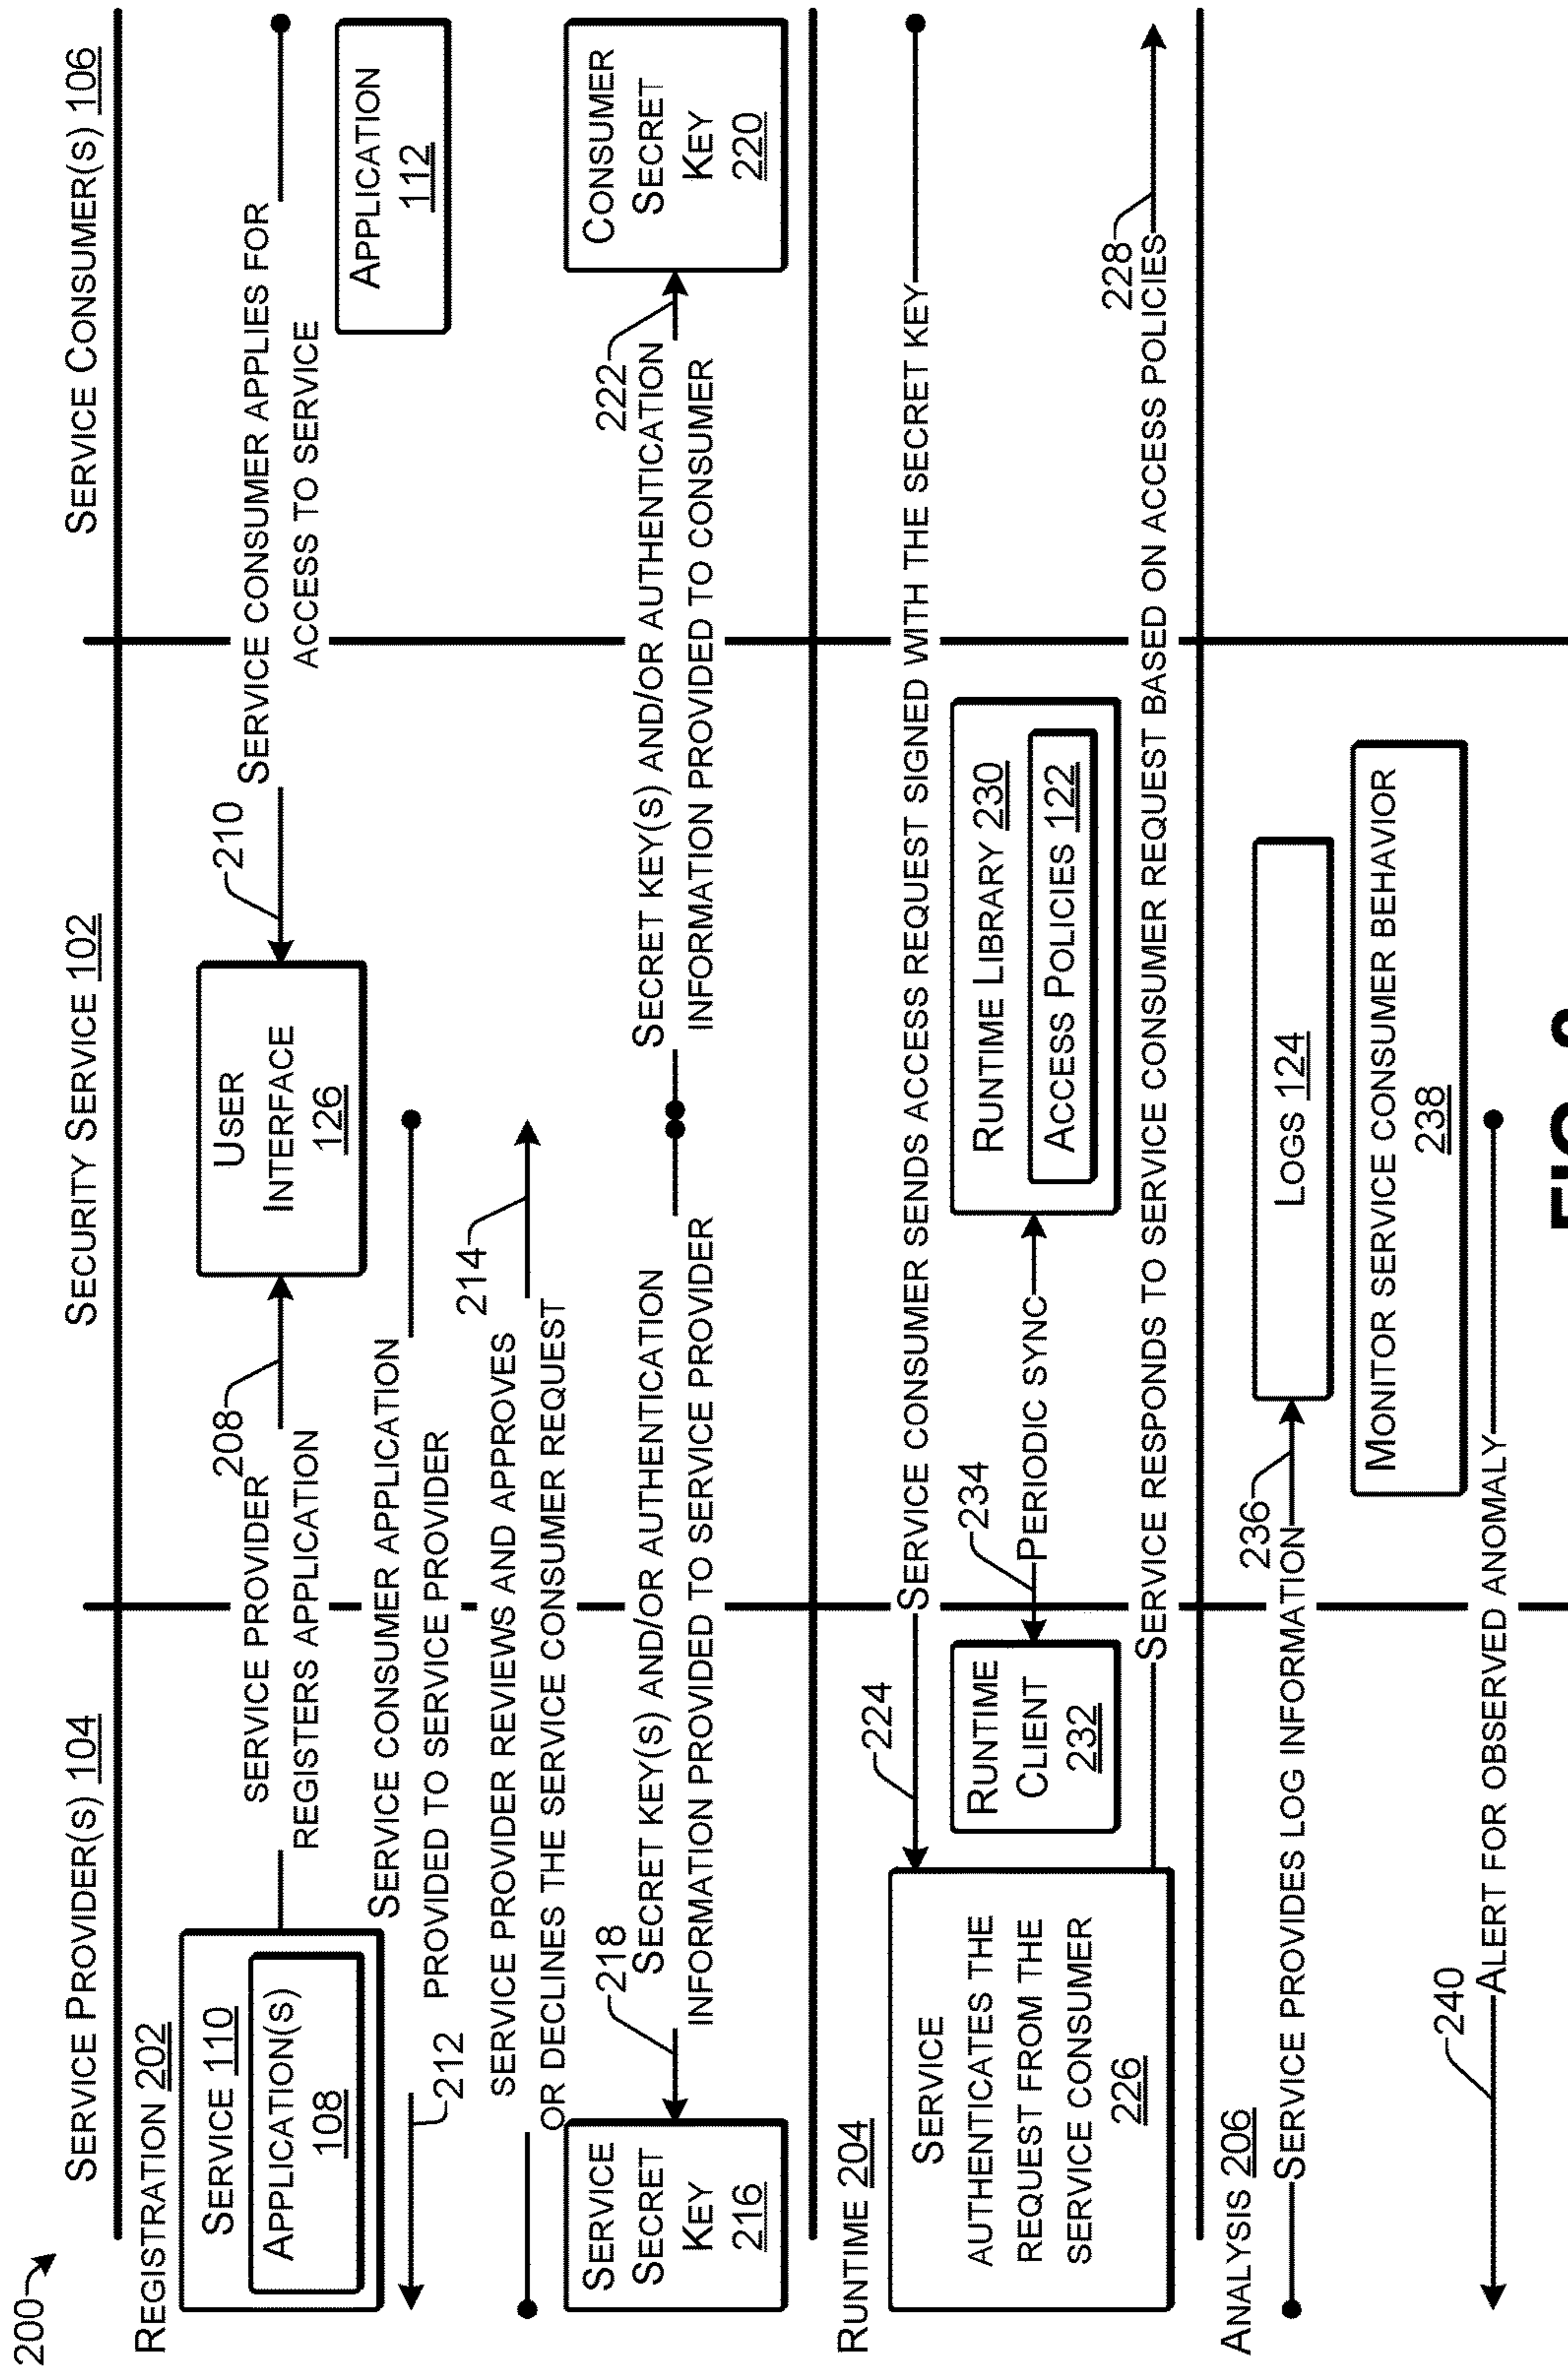 200
SERVICE PROVIDER(S) 104
SECURITY SERVICE 102
SERVICE CONSUMER(S) 106
REGISTRATION 202
SERVICE 110
APPLICATION(S)
108
208
SERVICE PROVIDER
REGISTERS APPLICATION
USER
INTERFACE
126
210
SERVICE CONSUMER APPLIES FOR
ACCESS TO SERVICE
APPLICATION
112
212
SERVICE CONSUMER APPLICATION
PROVIDED TO SERVICE PROVIDER
214
SERVICE PROVIDER REVIEWS AND APPROVES
OR DECLINES THE SERVICE CONSUMER REQUEST
SERVICE
SECRET
KEY
216
218
SECRET KEY(S) AND/OR AUTHENTICATION
INFORMATION PROVIDED TO SERVICE PROVIDER
222
SECRET KEY(S) AND/OR AUTHENTICATION
INFORMATION PROVIDED TO CONSUMER
CONSUMER
SECRET
KEY
220
RUNTIME 204
224
SERVICE CONSUMER SENDS ACCESS REQUEST SIGNED WITH THE SECRET KEY
SERVICE
AUTHENTICATES THE
REQUEST FROM THE
SERVICE CONSUMER
226
RUNTIME
CLIENT
232
234
PERIODIC SYNC
RUNTIME LIBRARY 230
ACCESS POLICIES 122
228
SERVICE RESPONDS TO SERVICE CONSUMER REQUEST BASED ON ACCESS POLICIES
ANALYSIS 206
236
SERVICE PROVIDES LOG INFORMATION
LOGS 124
MONITOR SERVICE CONSUMER BEHAVIOR
238
240
ALERT FOR OBSERVED ANOMALY